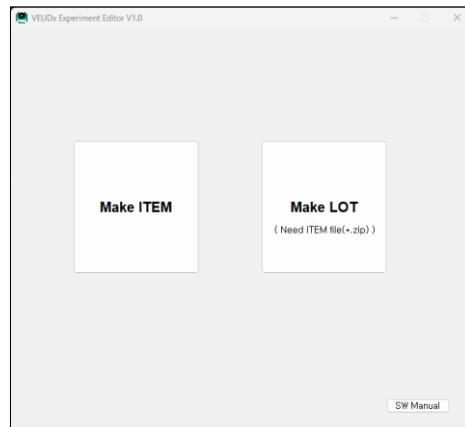 VEUDx Experiment Editor V1.0
Make ITEM
Make LOT
( Need ITEM file(*.zip) )
SW Manual